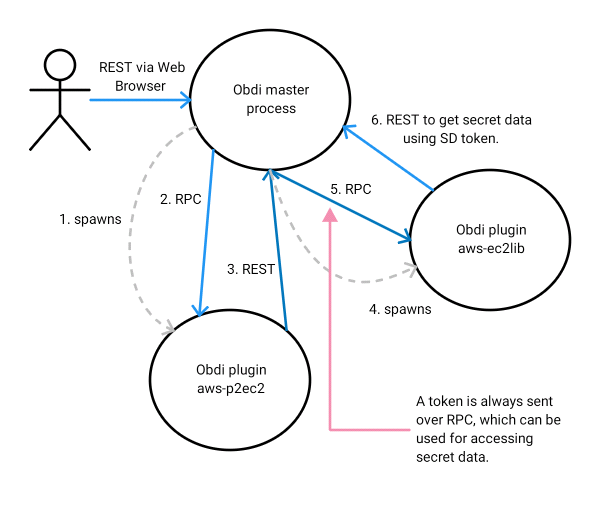 REST via Web
Browser
Obdi master
process
6. REST to get secret data
using SD token.
2. RPC
5. RPC
1. spawns
Obdi plugin
aws-ec2lib
3. REST
4. spawns
Obdi plugin
aws-p2ec2
A token is always sent
over RPC, which can be
used for accessing
secret data.